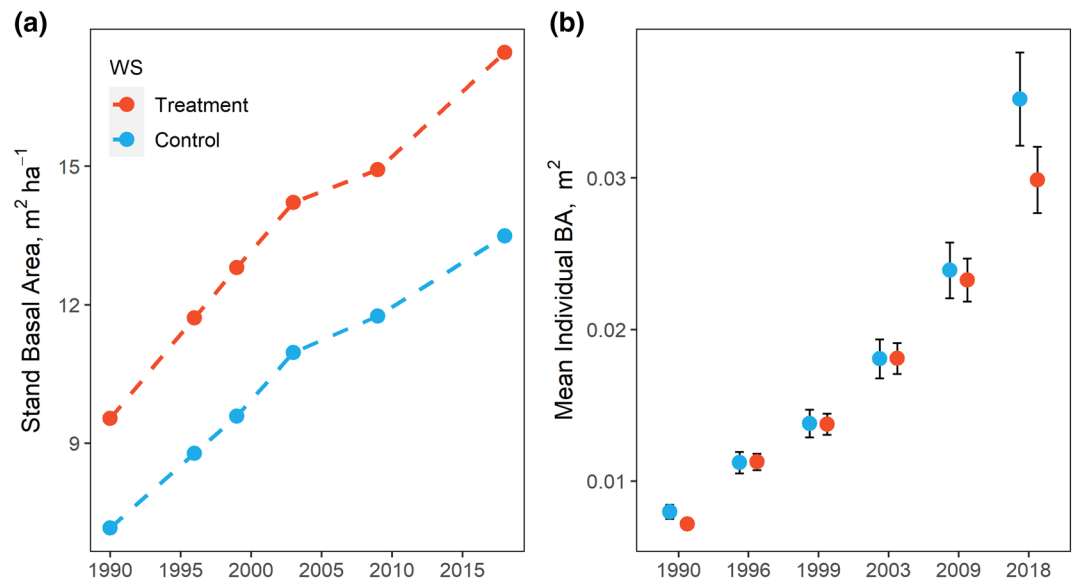 (a)
Stand Basal Area, m² ha⁻¹
WS
Treatment
Control
15
12
9
1990 1995 2000 2005 2010 2015
(b)
Mean Individual BA, m²
0.03
0.02
0.01
1990 1996 1999 2003 2009 2018